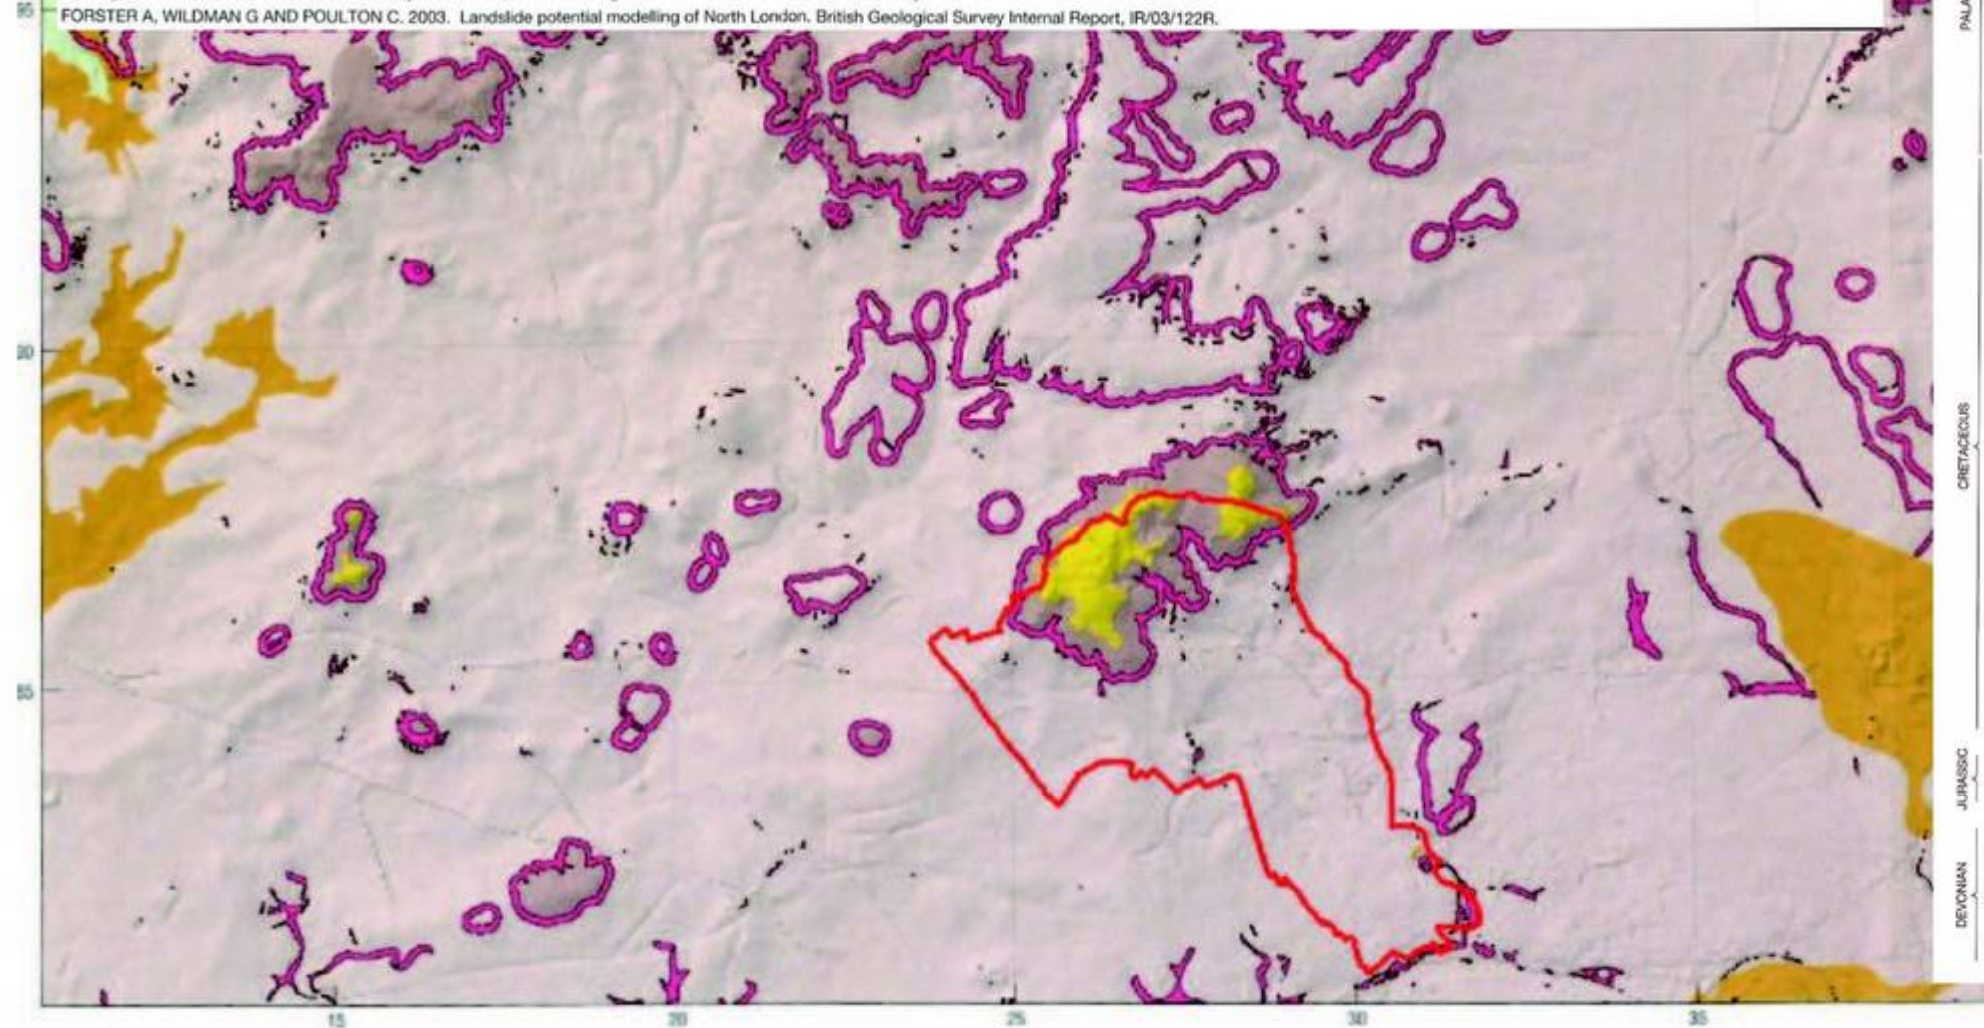 FORSTER A, WILDMAN G AND POULTON C. 2003. Landslide potential modelling of North London. British Geological Survey Internal Report, IR/03/122R.
CRETACEOUS
JURASSIC
DEVONIAN
15
20
25
30
35